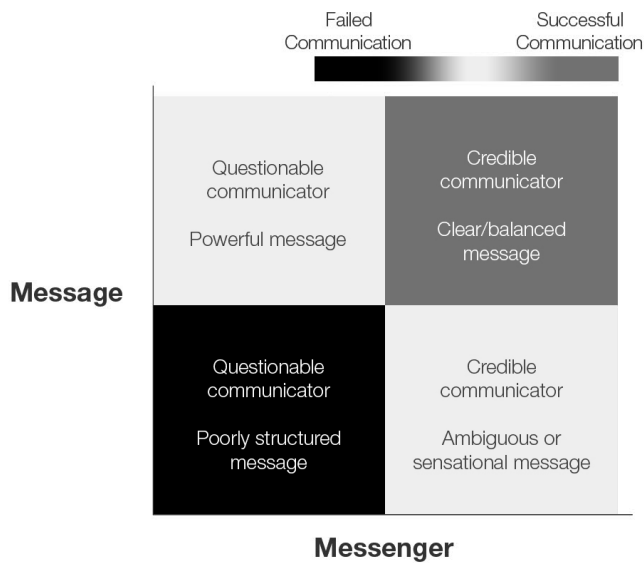 Failed
Communication
Successful
Communication
Questionable
communicator
Powerful message
Credible
communicator
Clear/balanced
message
Message
Questionable
communicator
Poorly structured
message
Credible
communicator
Ambiguous or
sensational message
Messenger